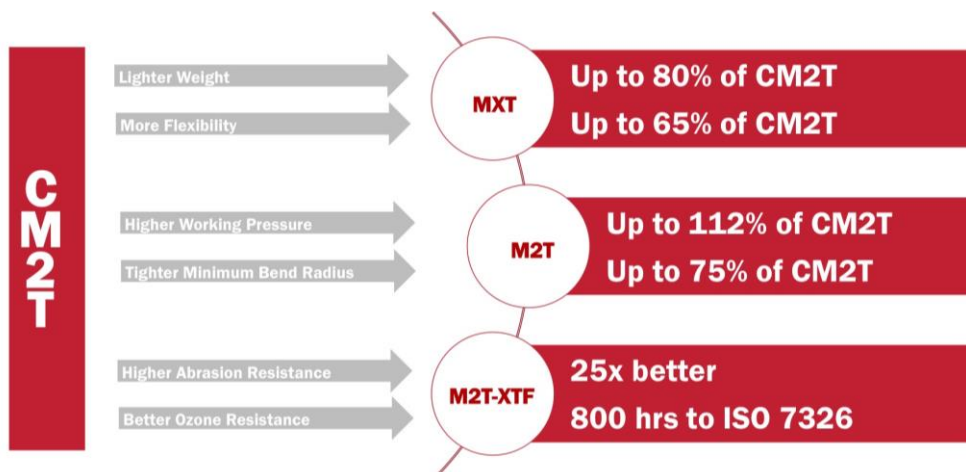 CM2T
Lighter Weight
More Flexibility
MXT
Up to 80% of CM2T
Up to 65% of CM2T
Higher Working Pressure
Tighter Minimum Bend Radius
M2T
Up to 112% of CM2T
Up to 75% of CM2T
Higher Abrasion Resistance
Better Ozone Resistance
M2T-XTF
25x better
800 hrs to ISO 7326